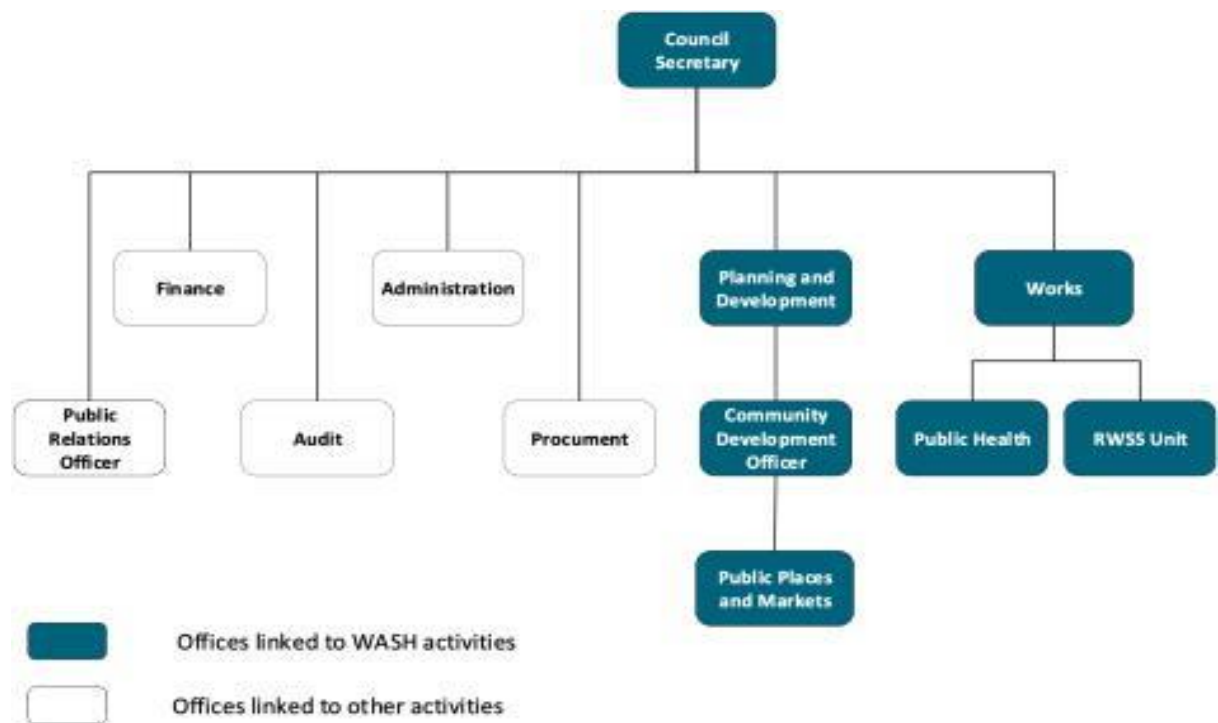 Council
Secretary
Finance
Administration
Planning and
Development
Works
Public
Relations
Officer
Audit
Procument
Community
Development
Officer
Public Health
RWSS Unit
Public Places
and Markets
Offices linked to WASH activities
Offices linked to other activities